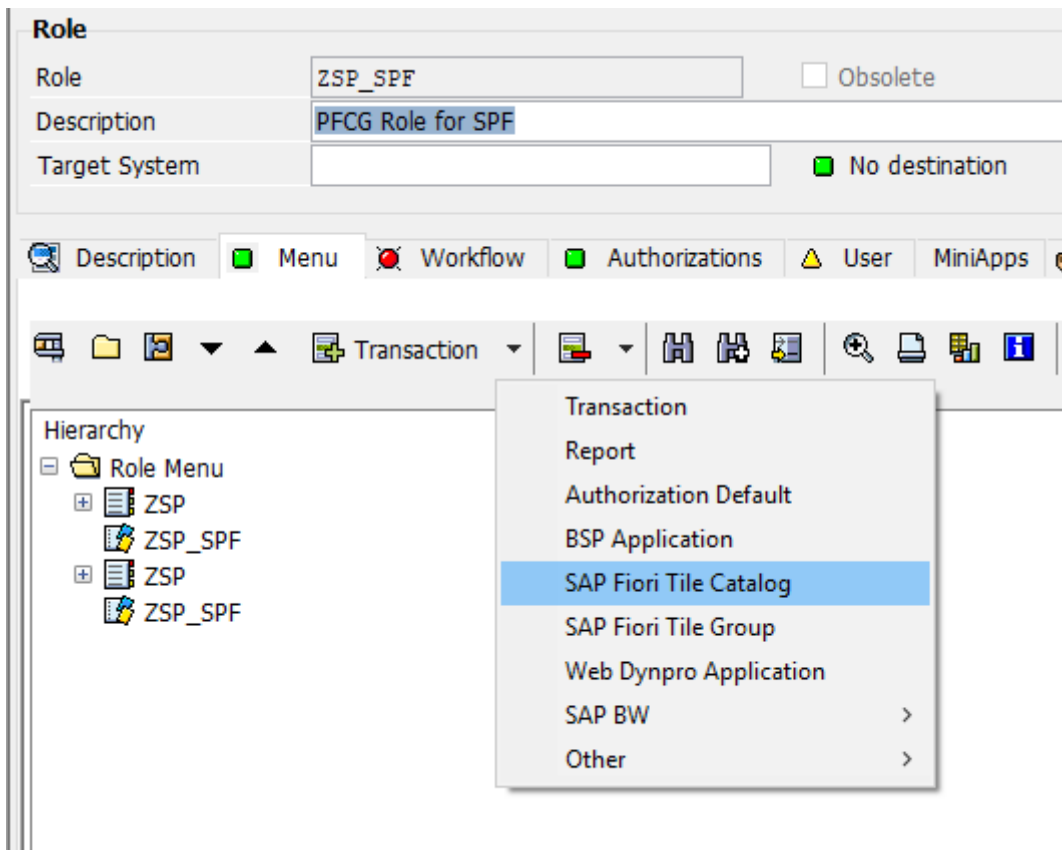 Role
Role ZSP_SPF Obsolete
Description PFCG Role for SPF
Target System No destination
Description Menu Workflow Authorizations User MiniApps
Transaction
Hierarchy
Role Menu
ZSP
ZSP_SPF
ZSP
ZSP_SPF
Transaction
Report
Authorization Default
BSP Application
SAP Fiori Tile Catalog
SAP Fiori Tile Group
Web Dynpro Application
SAP BW
Other